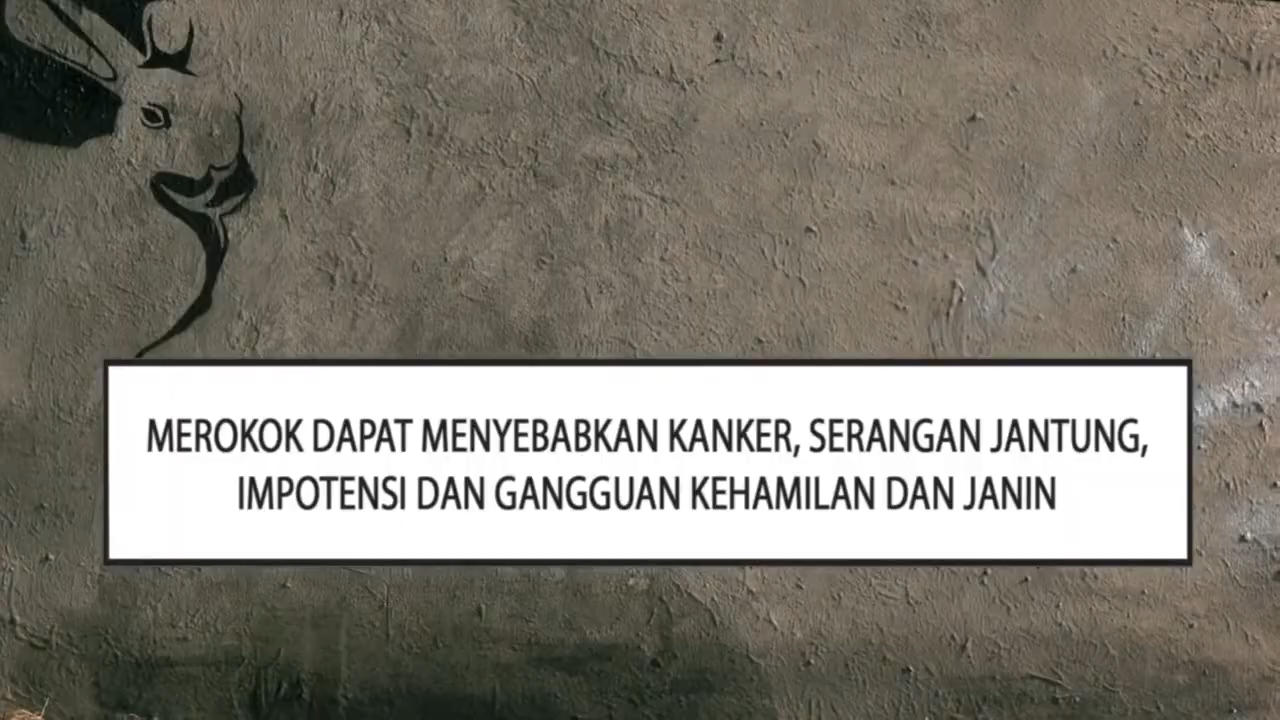 MEROKOK DAPAT MENYEBABKAN KANKER, SERANGAN JANTUNG,
IMPOTENSI DAN GANGGUAN KEHAMILAN DAN JANIN